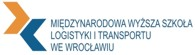 MIĘDZYNARODOWA WYŻSZA SZKOŁA
LOGISTYKI I TRANSPORTU
WE WROCŁAWIU